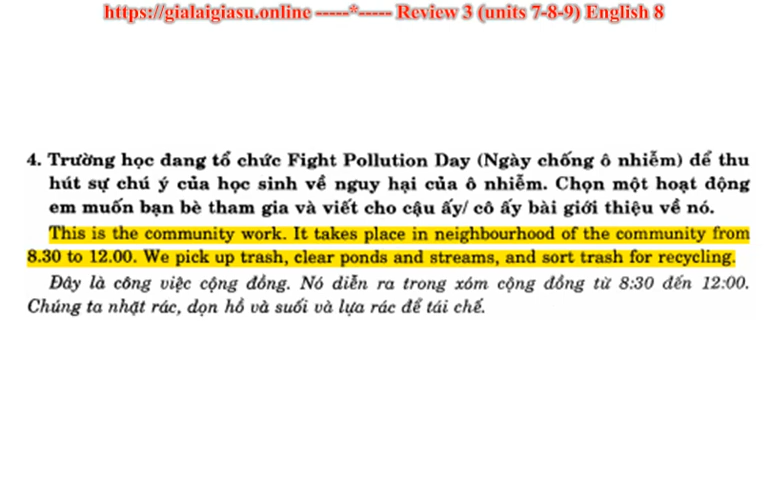 https://gialaigiasu.online -----*----- Review 3 (units 7-8-9) English 8
4. Trường học đang tổ chức Fight Pollution Day (Ngày chống ô nhiễm) để thu
hút sự chú ý của học sinh về nguy hại của ô nhiễm. Chọn một hoạt động
em muốn bạn bè tham gia và viết cho cậu ấy/ cô ấy bài giới thiệu về nó.
This is the community work. It takes place in neighbourhood of the community from
8.30 to 12.00. We pick up trash, clear ponds and streams, and sort trash for recycling.
Đây là công việc cộng đồng. Nó diễn ra trong xóm cộng đồng từ 8:30 đến 12:00.
Chúng ta nhặt rác, dọn hồ và suối và lựa rác để tái chế.